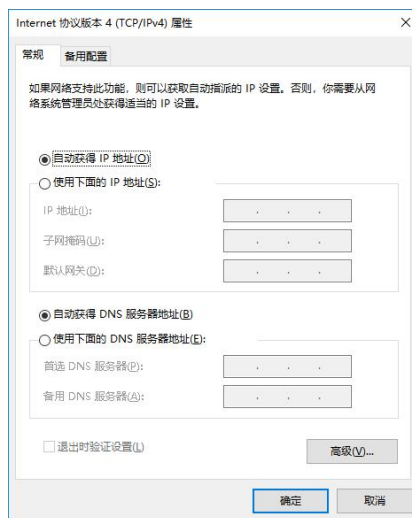 Internet 协议版本 4 (TCP/IPv4) 属性
常规 备用配置
如果网络支持此功能，则可以获取自动指派的 IP 设置。否则，你需要从网
络系统管理员处获得适当的 IP 设置。
自动获得 IP 地址(O)
使用下面的 IP 地址(S):
IP 地址(I):
子网掩码(U):
默认网关(D):
自动获得 DNS 服务器地址(B)
使用下面的 DNS 服务器地址(E):
首选 DNS 服务器(P):
备用 DNS 服务器(A):
退出时验证设置(L)
高级(V)...
确定 取消